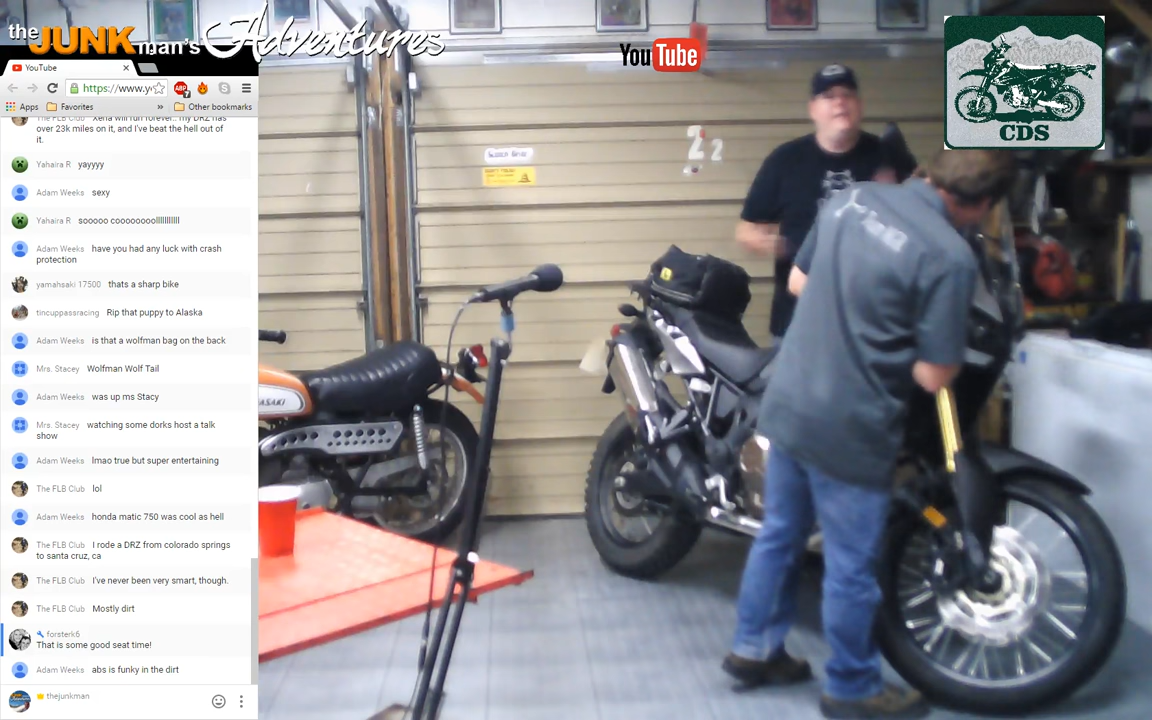 the JUNKman's Adventures
YouTube
CDS
YouTube
https://www.y
Apps Favorites » Other bookmarks
The FLB Club Xena will run forever.. my DRZ has
over 23k miles on it, and I've beat the hell out of
it.
Yahaira R yayyyy
Adam Weeks sexy
Yahaira R sooooo cooooooolllllllllllll
Adam Weeks have you had any luck with crash
protection
yamahsaki 17500 thats a sharp bike
tincuppassracing Rip that puppy to Alaska
Adam Weeks is that a wolfman bag on the back
Mrs. Stacey Wolfman Wolf Tail
Adam Weeks was up ms Stacy
Mrs. Stacey watching some dorks host a talk
show
Adam Weeks lmao true but super entertaining
The FLB Club lol
Adam Weeks honda matic 750 was cool as hell
The FLB Club I rode a DRZ from colorado springs
to santa cruz, ca
The FLB Club I've never been very smart, though.
The FLB Club Mostly dirt
forsterk6
That is some good seat time!
Adam Weeks abs is funky in the dirt
thejunkman
22